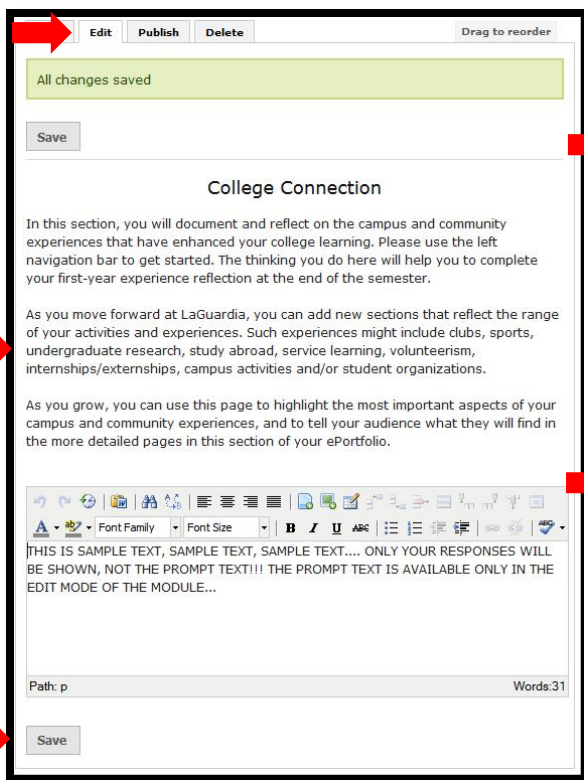 Edit Publish Delete Drag to reorder
All changes saved
Save
College Connection
In this section, you will document and reflect on the campus and community
experiences that have enhanced your college learning. Please use the left
navigation bar to get started. The thinking you do here will help you to complete
your first-year experience reflection at the end of the semester.
As you move forward at LaGuardia, you can add new sections that reflect the range
of your activities and experiences. Such experiences might include clubs, sports,
undergraduate research, study abroad, service learning, volunteerism,
internships/externships, campus activities and/or student organizations.
As you grow, you can use this page to highlight the most important aspects of your
campus and community experiences, and to tell your audience what they will find in
the more detailed pages in this section of your ePortfolio.
A ab Font Family Font Size B I U ABC ABC
THIS IS SAMPLE TEXT, SAMPLE TEXT, SAMPLE TEXT.... ONLY YOUR RESPONSES WILL
BE SHOWN, NOT THE PROMPT TEXT!!! THE PROMPT TEXT IS AVAILABLE ONLY IN THE
EDIT MODE OF THE MODULE...
Path: p Words:31
Save